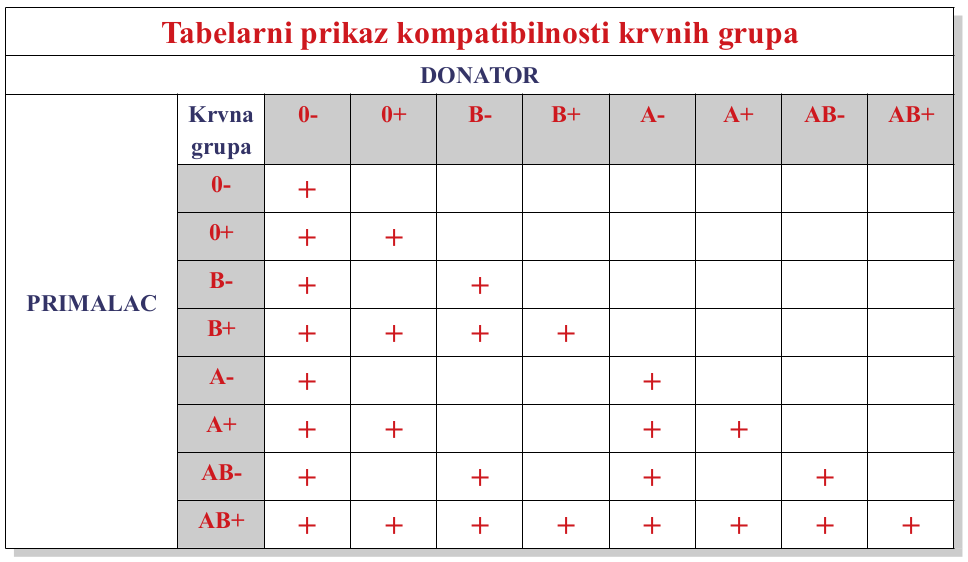 Tabelarni prikaz kompatibilnosti krvnih grupa
DONATOR
PRIMALAC
Krvna grupa 0- 0+ B- B+ A- A+ AB- AB+
0- +
0+ + +
B- + +
B+ + + + +
A- + +
A+ + + + +
AB- + + + +
AB+ + + + + + + + +